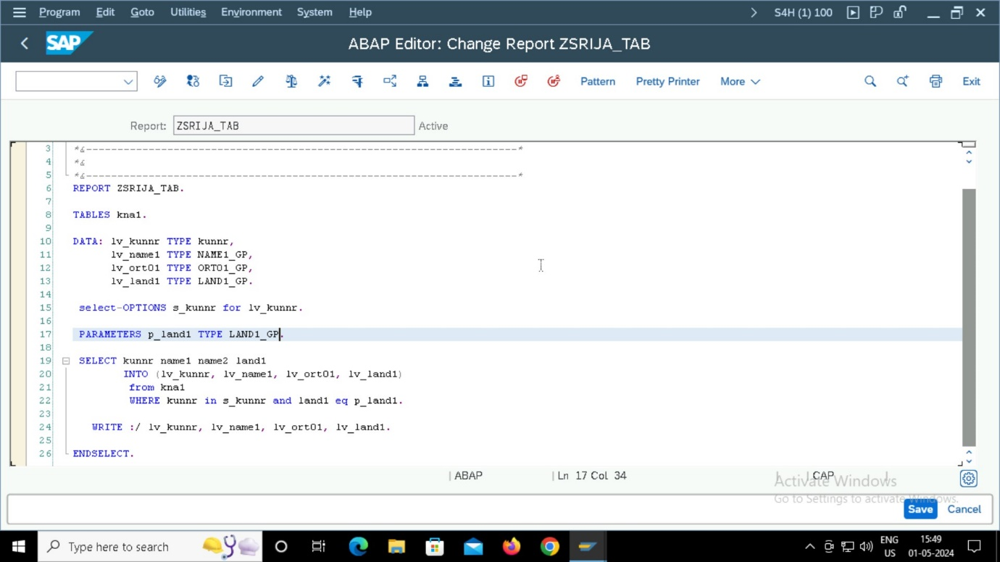 Program Edit Goto Utilities Environment System Help S4H (1) 100
SAP ABAP Editor: Change Report ZSRIJA_TAB
Pattern Pretty Printer More Exit
Report: ZSRIJA_TAB Active
3 *&---------------------------------------------------------------------*
4 *&
5 *&---------------------------------------------------------------------*
6 REPORT ZSRIJA_TAB.
7
8 TABLES kna1.
9
10 DATA: lv_kunnr TYPE kunnr,
11 lv_name1 TYPE NAME1_GP,
12 lv_ort01 TYPE ORT01_GP,
13 lv_land1 TYPE LAND1_GP.
14
15 select-OPTIONS s_kunnr for lv_kunnr.
16
17 PARAMETERS p_land1 TYPE LAND1_GP.
18
19 SELECT kunnr name1 name2 land1
20 INTO (lv_kunnr, lv_name1, lv_ort01, lv_land1)
21 from kna1
22 WHERE kunnr in s_kunnr and land1 eq p_land1.
23
24 WRITE :/ lv_kunnr, lv_name1, lv_ort01, lv_land1.
25
26 ENDSELECT.
ABAP Ln 17 Col 34 CAP
Activate Windows
Go to Settings to activate Windows.
Save Cancel
Type here to search
ENG 15:49
US 01-05-2024